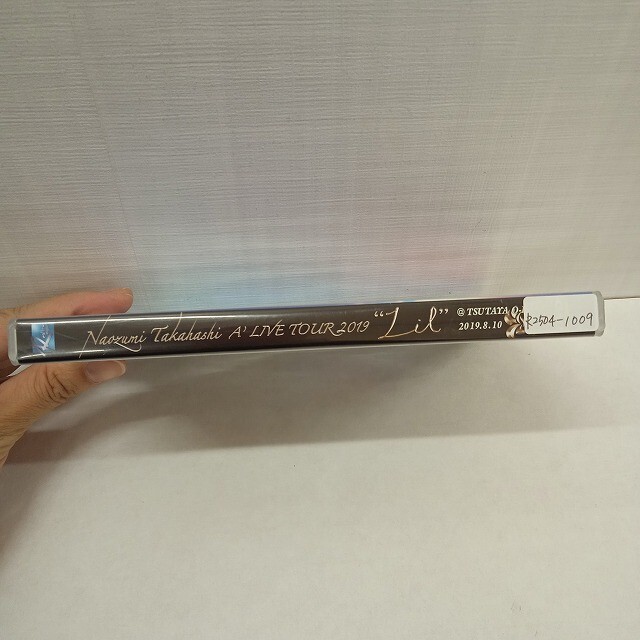 Naozumi Takahashi A' LIVE TOUR 2019 “Lil”
@ TSUTAYA
2019.8.10
R2504-1009